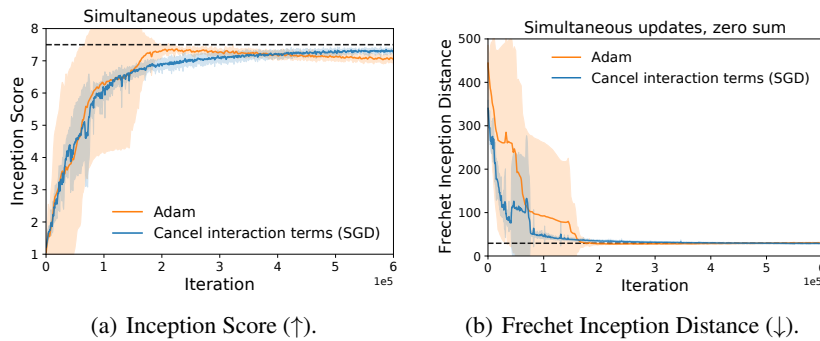 Simultaneous updates, zero sum
8
7
6
5
4
3
2
1
Inception Score
Adam
Cancel interaction terms (SGD)
0 1 2 3 4 5 6
1e5
Iteration
(a) Inception Score (↑).
Simultaneous updates, zero sum
500
400
300
200
100
0
Frechet Inception Distance
Adam
Cancel interaction terms (SGD)
0 1 2 3 4 5 6
1e5
Iteration
(b) Frechet Inception Distance (↓).